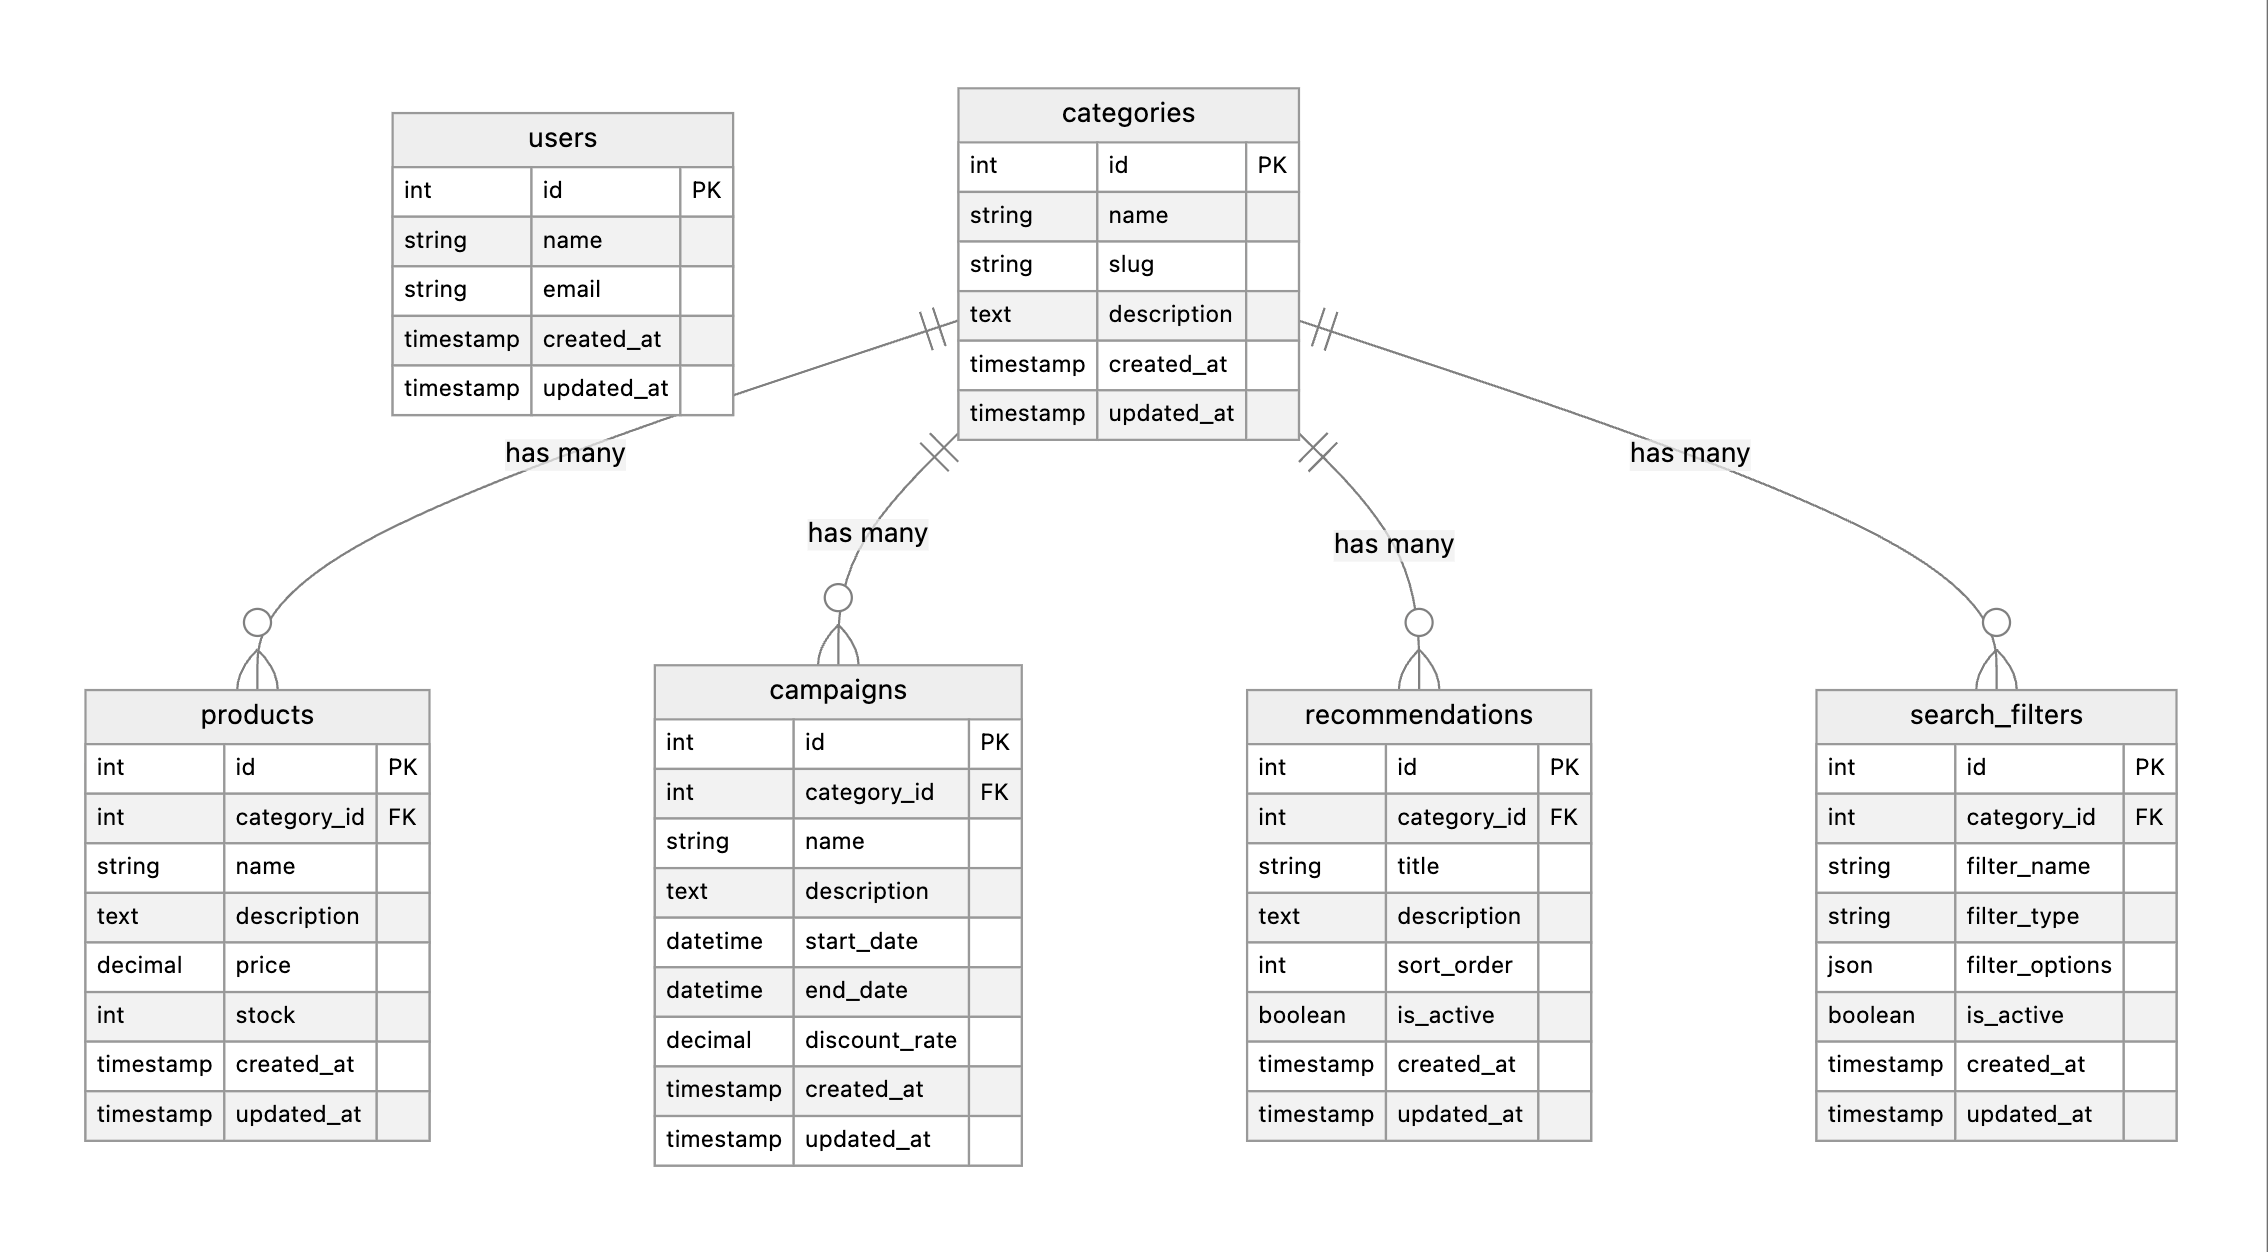 users
int id PK
string name
string email
timestamp created_at
timestamp updated_at
categories
int id PK
string name
string slug
text description
timestamp created_at
timestamp updated_at
has many
has many
has many
has many
products
int id PK
int category_id FK
string name
text description
decimal price
int stock
timestamp created_at
timestamp updated_at
campaigns
int id PK
int category_id FK
string name
text description
datetime start_date
datetime end_date
decimal discount_rate
timestamp created_at
timestamp updated_at
recommendations
int id PK
int category_id FK
string title
text description
int sort_order
boolean is_active
timestamp created_at
timestamp updated_at
search_filters
int id PK
int category_id FK
string filter_name
string filter_type
json filter_options
boolean is_active
timestamp created_at
timestamp updated_at